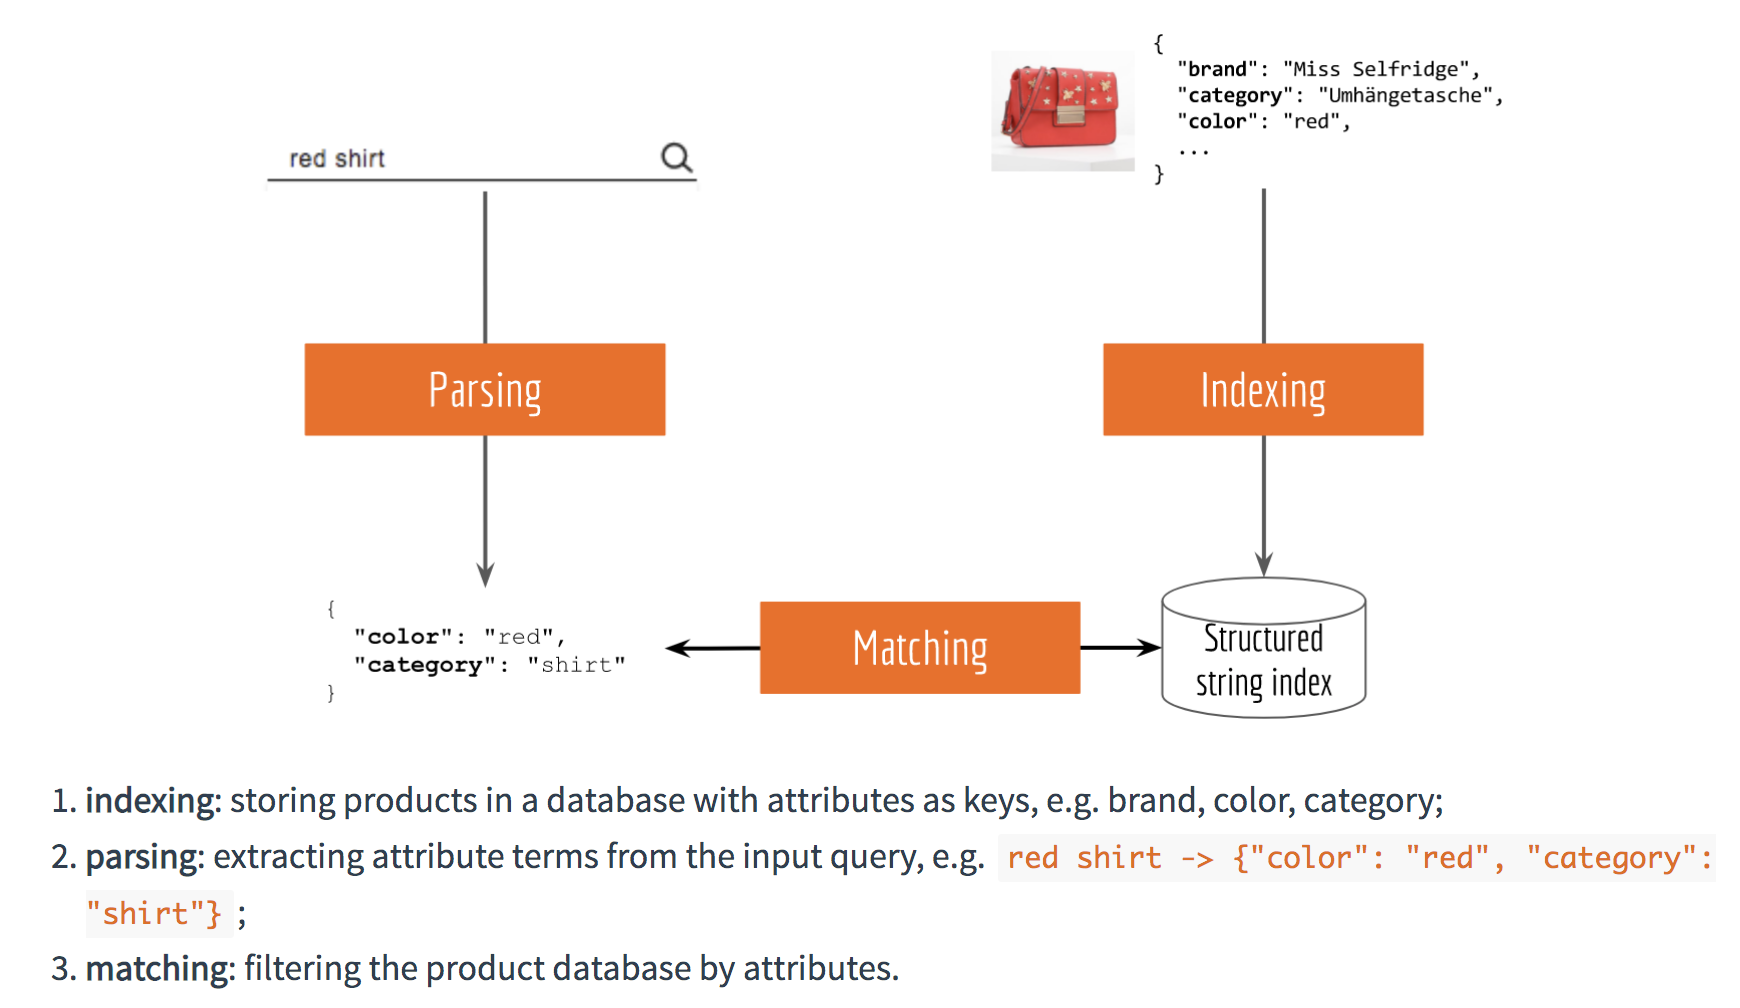 red shirt
{
"brand": "Miss Selfridge",
"category": "Umhängetasche",
"color": "red",
...
}
Parsing
Indexing
{
"color": "red",
"category": "shirt"
}
Matching
Structured
string index
1. indexing: storing products in a database with attributes as keys, e.g. brand, color, category;
2. parsing: extracting attribute terms from the input query, e.g. red shirt -> {"color": "red", "category":
"shirt"} ;
3. matching: filtering the product database by attributes.